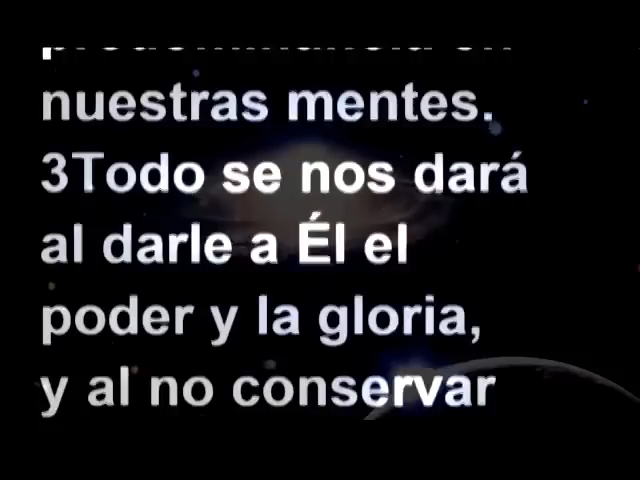 nuestras mentes.
3Todo se nos dará
al darle a Él el
poder y la gloria,
y al no conservar